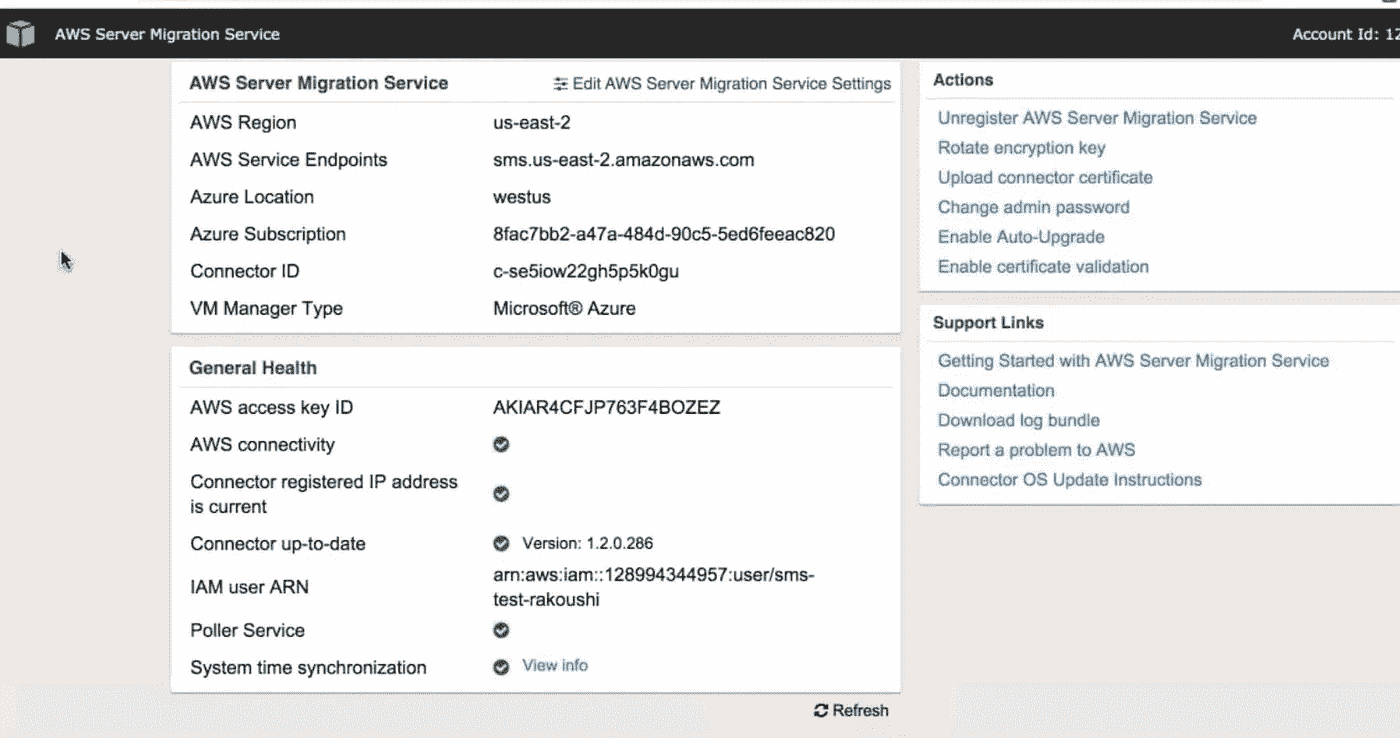 AWS Server Migration Service
Account Id: 12
AWS Server Migration Service
Edit AWS Server Migration Service Settings
AWS Region us-east-2
AWS Service Endpoints sms.us-east-2.amazonaws.com
Azure Location westus
Azure Subscription 8fac7bb2-a47a-484d-90c5-5ed6feeac820
Connector ID c-se5iow22gh5p5k0gu
VM Manager Type Microsoft® Azure
General Health
AWS access key ID AKIAR4CFJP763F4BOZEZ
AWS connectivity
Connector registered IP address
is current
Connector up-to-date Version: 1.2.0.286
IAM user ARN arn:aws:iam::128994344957:user/sms-
test-rakoushi
Poller Service
System time synchronization View info
Refresh
Actions
Unregister AWS Server Migration Service
Rotate encryption key
Upload connector certificate
Change admin password
Enable Auto-Upgrade
Enable certificate validation
Support Links
Getting Started with AWS Server Migration Service
Documentation
Download log bundle
Report a problem to AWS
Connector OS Update Instructions